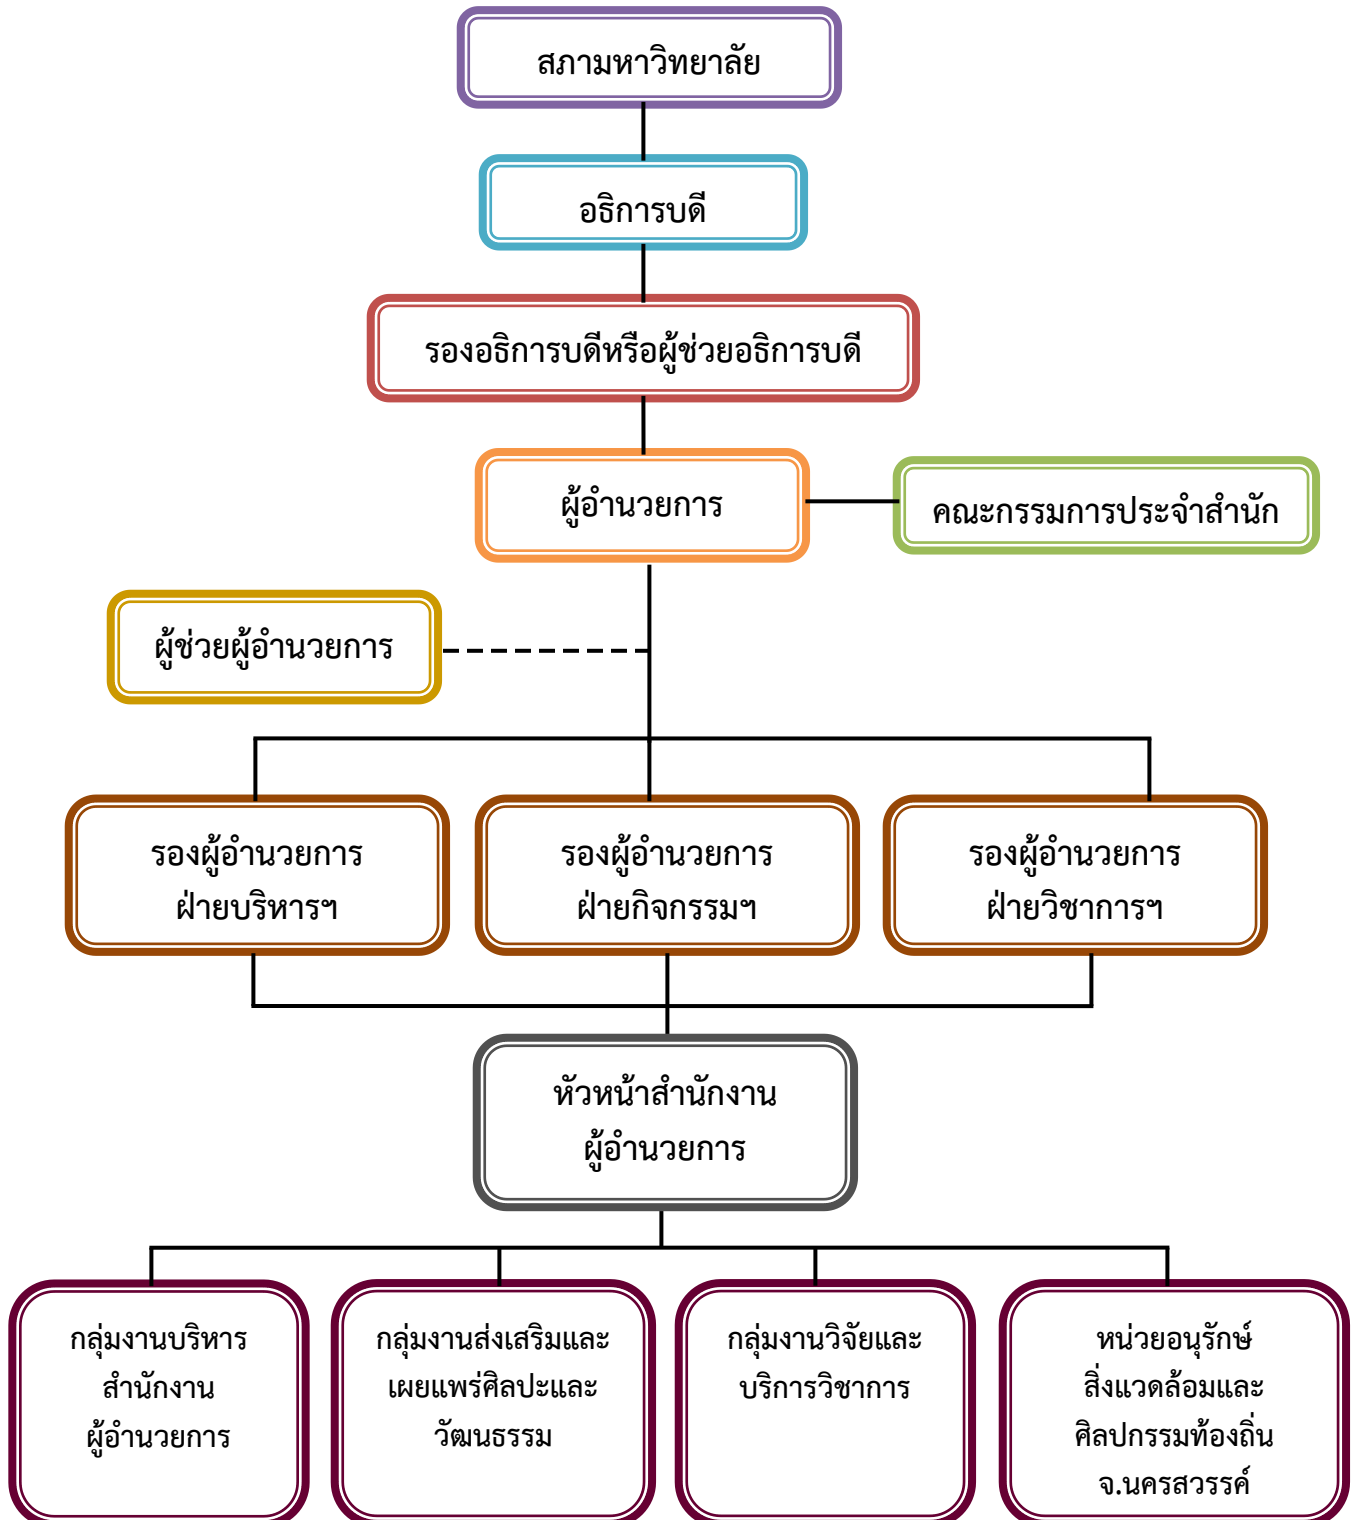 สภามหาวิทยาลัย
อธิการบดี
รองอธิการบดีหรือผู้ช่วยอธิการบดี
ผู้อำนวยการ
คณะกรรมการประจำสำนัก
ผู้ช่วยผู้อำนวยการ
รองผู้อำนวยการ
ฝ่ายบริหารฯ
รองผู้อำนวยการ
ฝ่ายกิจกรรมฯ
รองผู้อำนวยการ
ฝ่ายวิชาการฯ
หัวหน้าสำนักงาน
ผู้อำนวยการ
กลุ่มงานบริหาร
สำนักงาน
ผู้อำนวยการ
กลุ่มงานส่งเสริมและ
เผยแพร่ศิลปะและ
วัฒนธรรม
กลุ่มงานวิจัยและ
บริการวิชาการ
หน่วยอนุรักษ์
สิ่งแวดล้อมและ
ศิลปกรรมท้องถิ่น
จ.นครสวรรค์